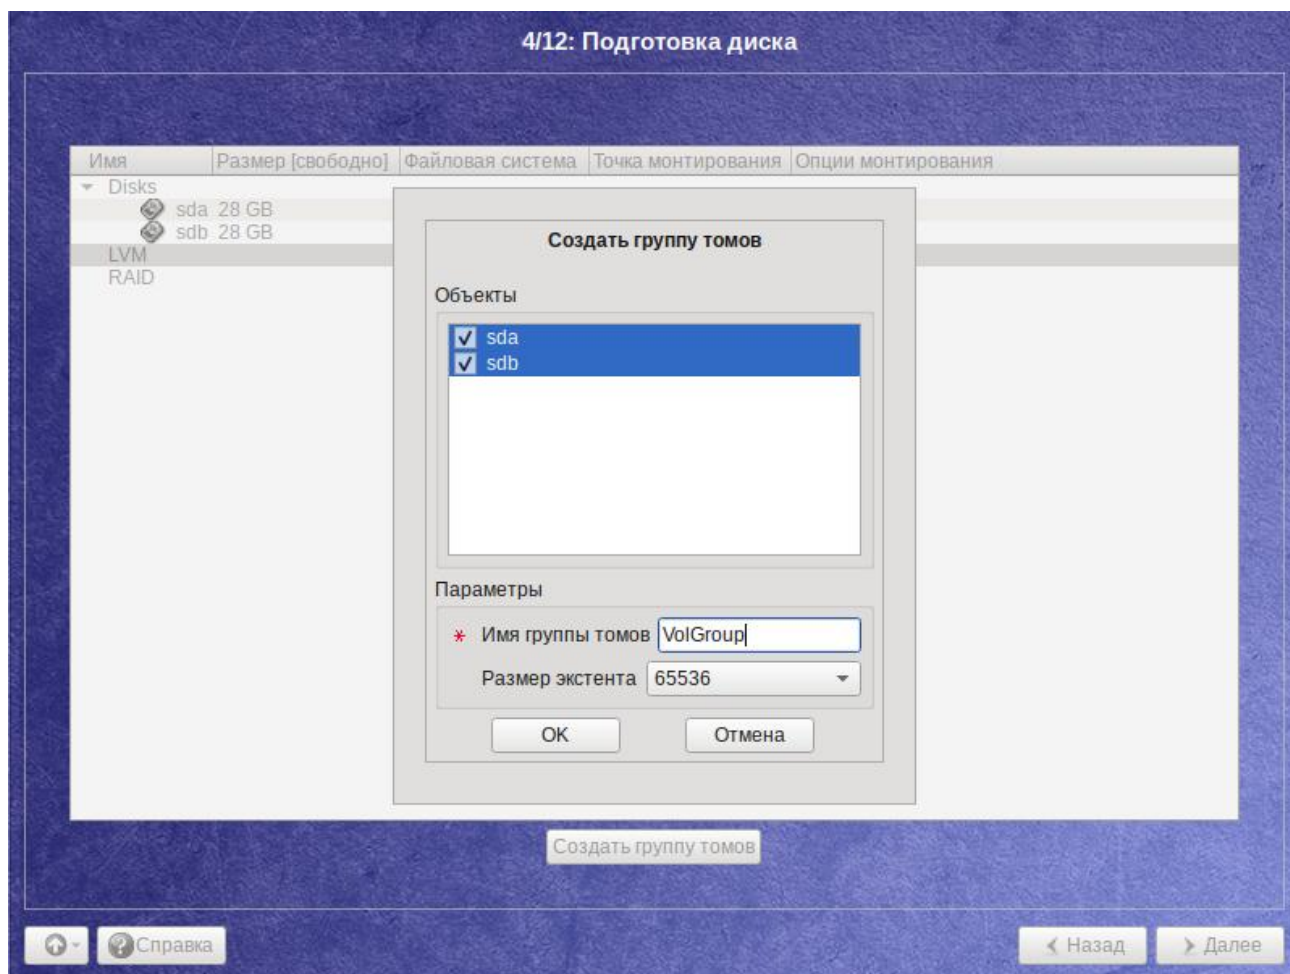 4/12: Подготовка диска
Имя Размер [свободно] Файловая система Точка монтирования Опции монтирования
Disks
sda 28 GB
sdb 28 GB
LVM
RAID
Создать группу томов
Объекты
sda
sdb
Параметры
* Имя группы томов VolGroup
Размер экстента 65536
OK Отмена
Создать группу томов
Справка Назад Далее